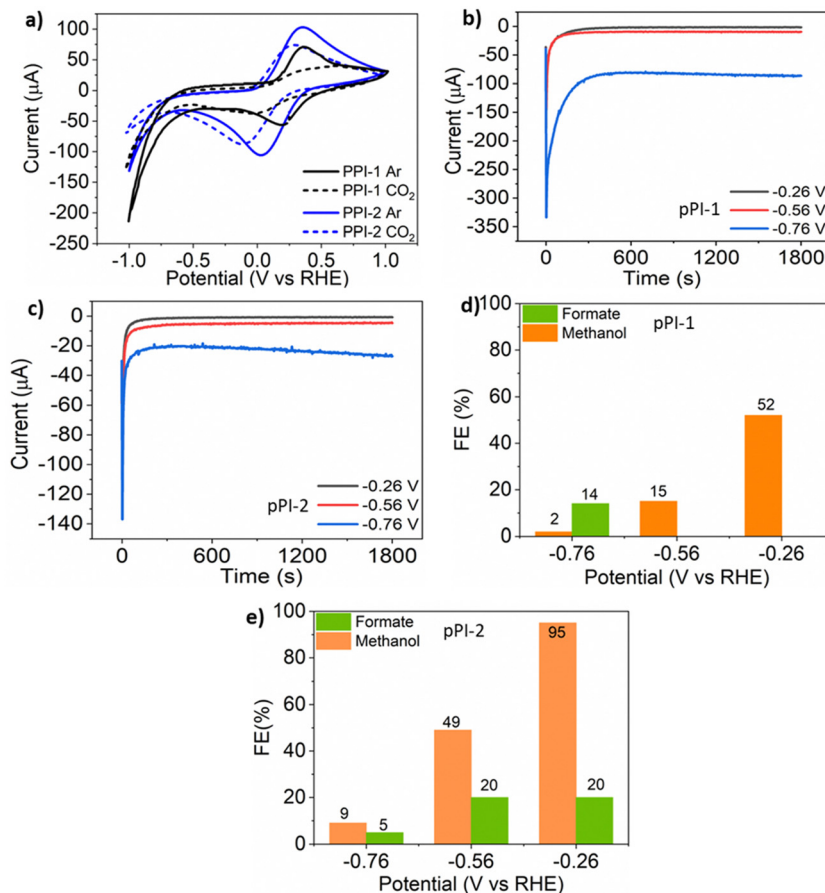 a)
100
50
0
-50
-100
-150
-200
-250
Current (μA)
PPI-1 Ar
PPI-1 CO2
PPI-2 Ar
PPI-2 CO2
-1.0
-0.5
0.0
0.5
1.0
Potential (V vs RHE)
b)
0
-50
-100
-150
-200
-250
-300
-350
Current (μA)
pPI-1
-0.26 V
-0.56 V
-0.76 V
0
600
1200
1800
Time (s)
c)
0
-20
-40
-60
-80
-100
-120
-140
Current (μA)
pPI-2
-0.26 V
-0.56 V
-0.76 V
0
600
1200
1800
Time (s)
d)
100
80
60
40
20
0
FE (%)
Formate
Methanol
pPI-1
2
14
15
52
-0.76
-0.56
-0.26
Potential (V vs RHE)
e)
100
80
60
40
20
0
FE(%)
Formate
Methanol
pPI-2
9
5
49
20
95
20
-0.76
-0.56
-0.26
Potential (V vs RHE)